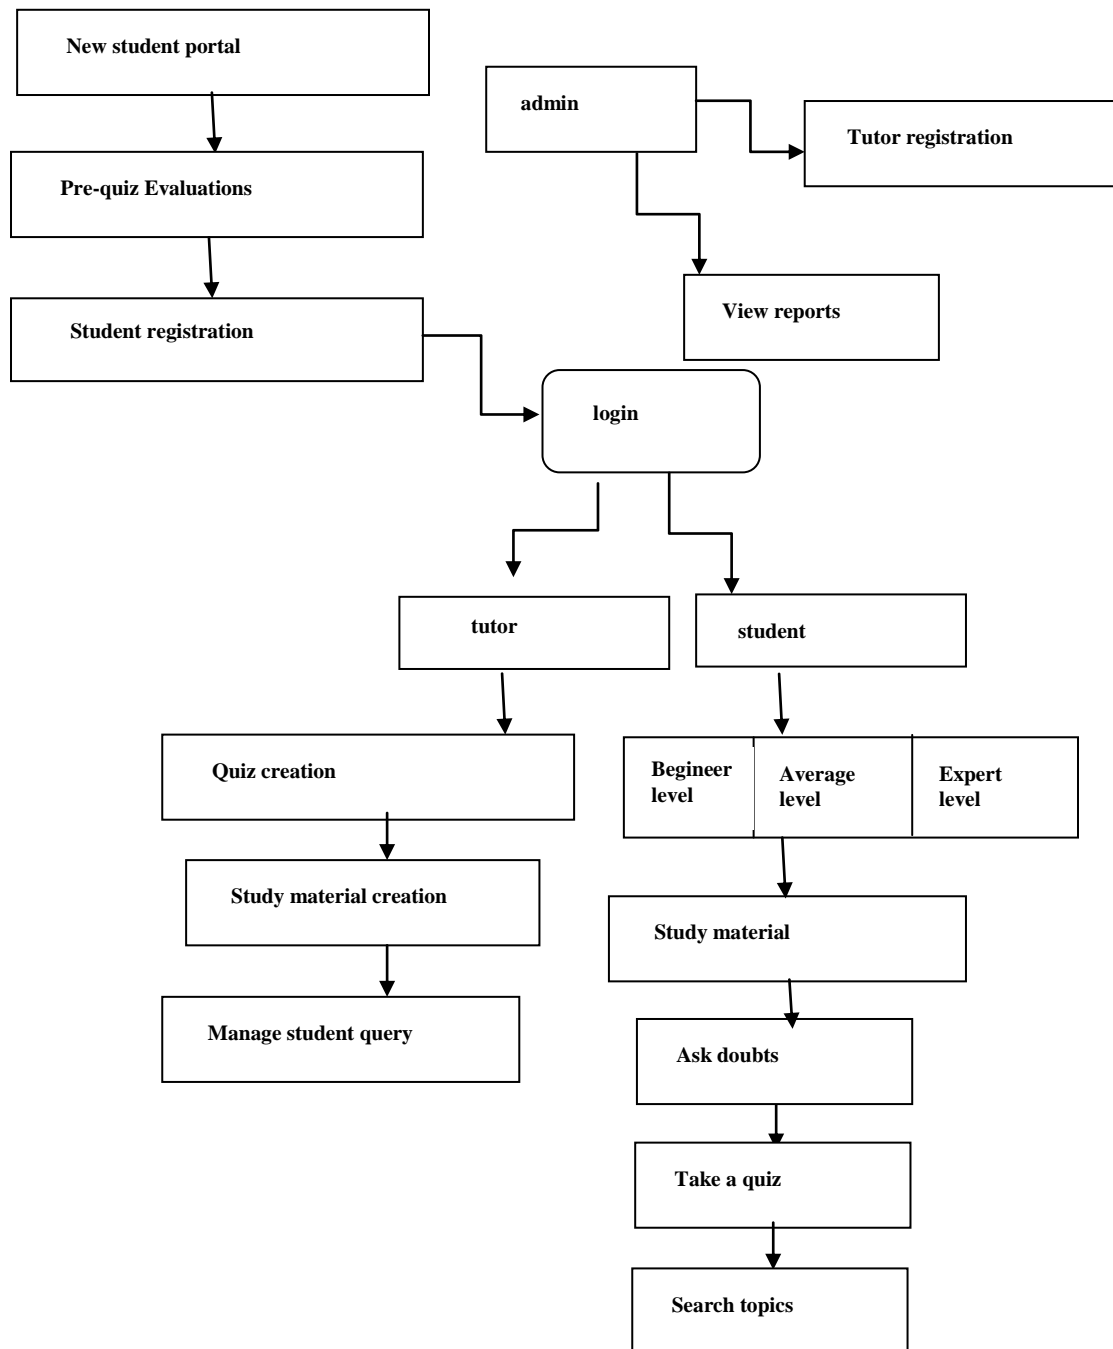 New student portal
admin
Tutor registration
Pre-quiz Evaluations
Student registration
View reports
login
tutor
student
Quiz creation
Begineer
level
Average
level
Expert
level
Study material creation
Study material
Manage student query
Ask doubts
Take a quiz
Search topics